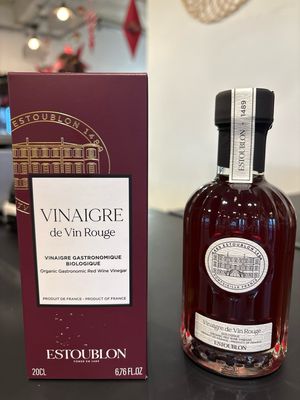 ESTOUBLON 1489
VINAIGRE
de Vin Rouge
VINAIGRE GASTRONOMIQUE
BIOLOGIQUE
Organic Gastronomic Red Wine Vinegar
PRODUIT DE FRANCE - PRODUCT OF FRANCE
ESTOUBLON
20CL
6,76 FL.OZ
ESTOUBLON • 1489
ESTOUBLON
Vinaigre de Vin Rouge
ESTOUBLON